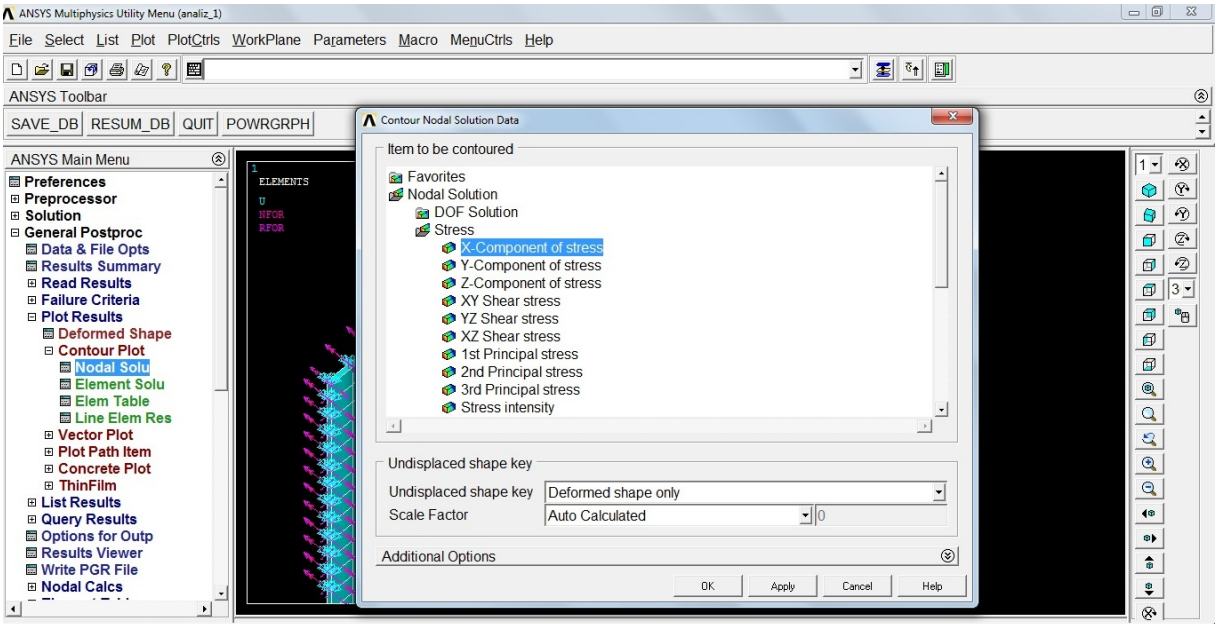 ANSYS Multiphysics Utility Menu (analiz_1)
File Select List Plot PlotCtrls WorkPlane Parameters Macro MenuCtrls Help
ANSYS Toolbar
SAVE_DB RESUM_DB QUIT POWRGRPH
ANSYS Main Menu
Preferences
Preprocessor
Solution
General Postproc
Data & File Opts
Results Summary
Read Results
Failure Criteria
Plot Results
Deformed Shape
Contour Plot
Nodal Solu
Element Solu
Elem Table
Line Elem Res
Vector Plot
Plot Path Item
Concrete Plot
ThinFilm
List Results
Query Results
Options for Outp
Results Viewer
Write PGR File
Nodal Calcs
1
ELEMENTS
U
NFOR
RFOR
Contour Nodal Solution Data
Item to be contoured
Favorites
Nodal Solution
DOF Solution
Stress
X-Component of stress
Y-Component of stress
Z-Component of stress
XY Shear stress
YZ Shear stress
XZ Shear stress
1st Principal stress
2nd Principal stress
3rd Principal stress
Stress intensity
Undisplaced shape key
Undisplaced shape key Deformed shape only
Scale Factor Auto Calculated 0
Additional Options
OK Apply Cancel Help
1
3